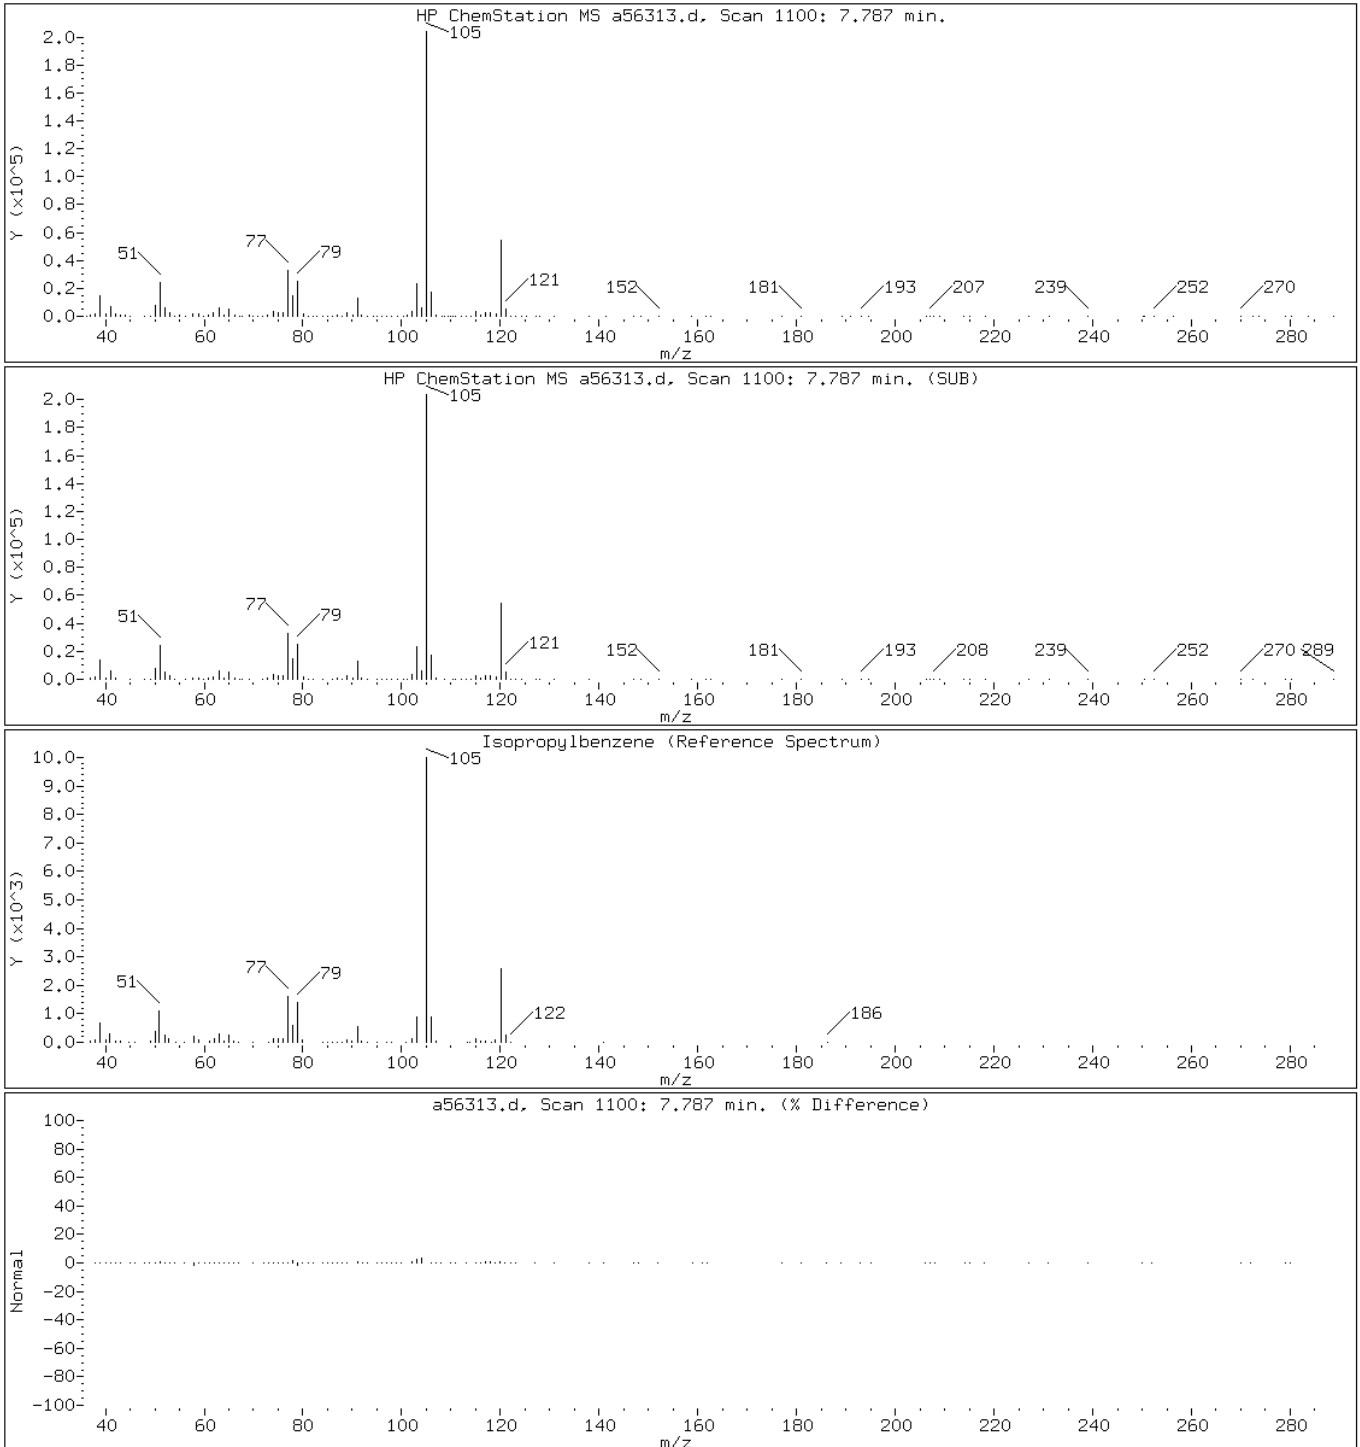 HP ChemStation MS a56313.d, Scan 1100: 7.787 min.
105
2.0
1.8
1.6
1.4
1.2
1.0
0.8
0.6
0.4
0.2
0.0
Y (x10^5)
51 77 79 121 152 181 193 207 239 252 270
40 60 80 100 120 140 160 180 200 220 240 260 280
m/z
HP ChemStation MS a56313.d, Scan 1100: 7.787 min. (SUB)
105
2.0
1.8
1.6
1.4
1.2
1.0
0.8
0.6
0.4
0.2
0.0
Y (x10^5)
51 77 79 121 152 181 193 208 239 252 270 289
40 60 80 100 120 140 160 180 200 220 240 260 280
m/z
Isopropylbenzene (Reference Spectrum)
105
10.0
9.0
8.0
7.0
6.0
5.0
4.0
3.0
2.0
1.0
0.0
Y (x10^3)
51 77 79 122 186
40 60 80 100 120 140 160 180 200 220 240 260 280
m/z
a56313.d, Scan 1100: 7.787 min. (% Difference)
100
80
60
40
20
0
-20
-40
-60
-80
-100
Normal
40 60 80 100 120 140 160 180 200 220 240 260 280
m/z